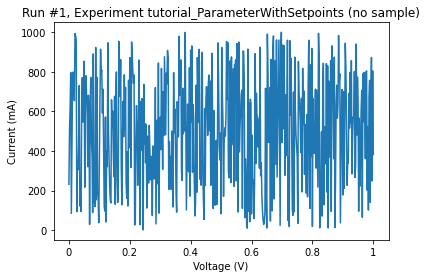 Run #1, Experiment tutorial_ParameterWithSetpoints (no sample)
1000
800
600
400
200
0
Current (mA)
0 0.2 0.4 0.6 0.8 1
Voltage (V)